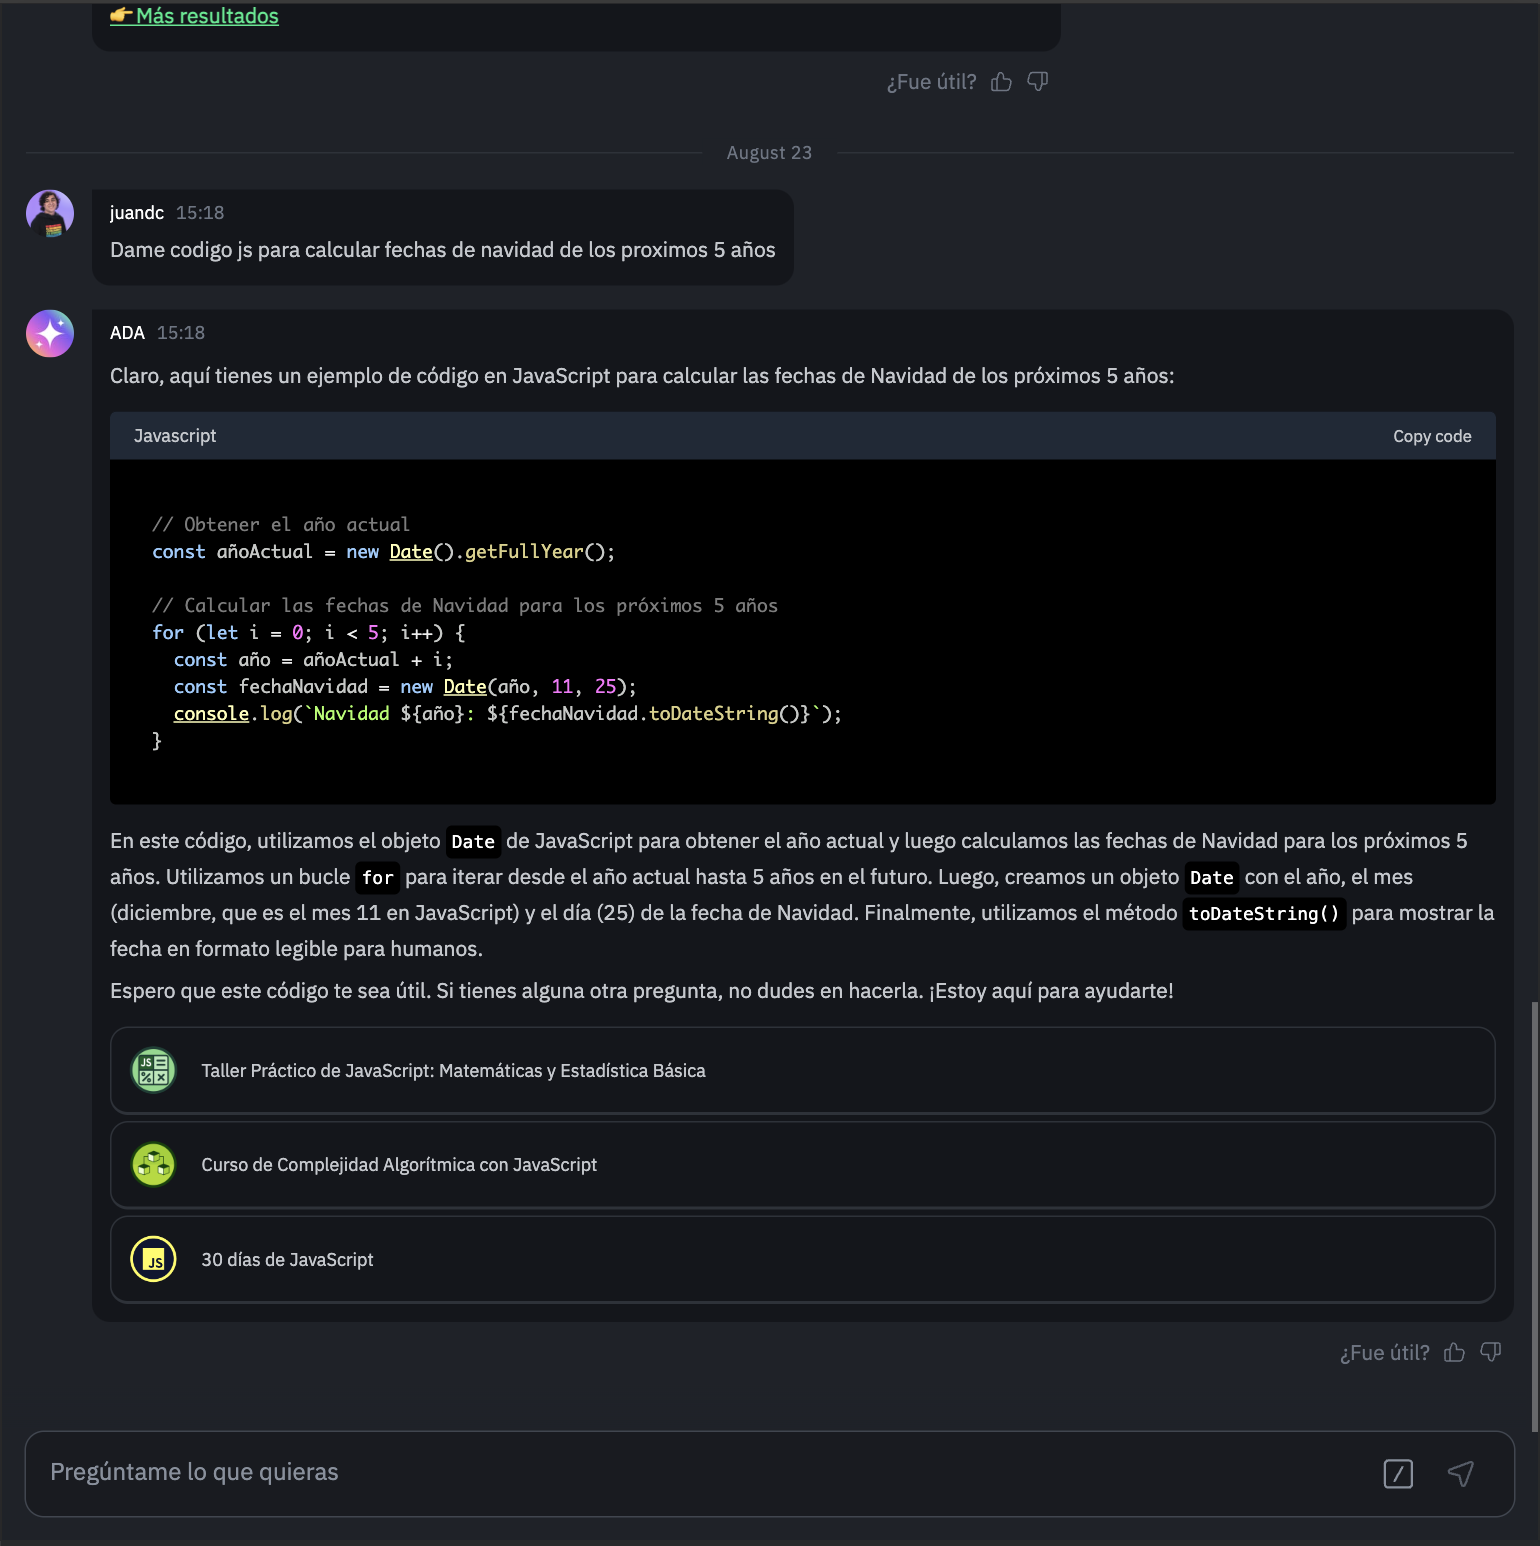 👉Más resultados
¿Fue útil?
August 23
juandc 15:18
Dame codigo js para calcular fechas de navidad de los proximos 5 años
ADA 15:18
Claro, aquí tienes un ejemplo de código en JavaScript para calcular las fechas de Navidad de los próximos 5 años:
Javascript Copy code
// Obtener el año actual
const añoActual = new Date().getFullYear();
// Calcular las fechas de Navidad para los próximos 5 años
for (let i = 0; i < 5; i++) {
  const año = añoActual + i;
  const fechaNavidad = new Date(año, 11, 25);
  console.log(`Navidad ${año}: ${fechaNavidad.toDateString()}`);
}
En este código, utilizamos el objeto Date de JavaScript para obtener el año actual y luego calculamos las fechas de Navidad para los próximos 5
años. Utilizamos un bucle for para iterar desde el año actual hasta 5 años en el futuro. Luego, creamos un objeto Date con el año, el mes
(diciembre, que es el mes 11 en JavaScript) y el día (25) de la fecha de Navidad. Finalmente, utilizamos el método toDateString() para mostrar la
fecha en formato legible para humanos.
Espero que este código te sea útil. Si tienes alguna otra pregunta, no dudes en hacerla. ¡Estoy aquí para ayudarte!
JS
Taller Práctico de JavaScript: Matemáticas y Estadística Básica
Curso de Complejidad Algorítmica con JavaScript
JS
30 días de JavaScript
¿Fue útil?
Pregúntame lo que quieras